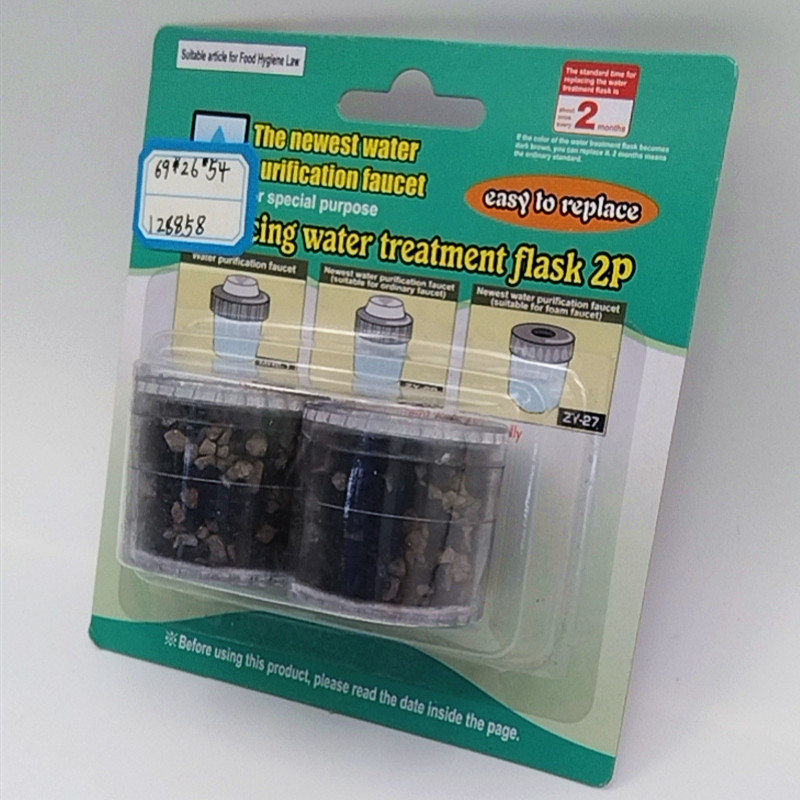 Suitable article for Food Hygiene Law
The standard time for
replacing the water
treatment flask is
about
once
every
2
months
If the color of the water treatment flask becomes
dark brown, you can replace it. 2 months means
the ordinary standard.
The newest water
urification faucet
r special purpose
easy to replace
69*26*54
128858
sing water treatment flask 2P
Water purification faucet
Newest water purification faucet
(suitable for ordinary faucet)
Newest water purification faucet
(suitable for foam faucet)
ZY-27
※Before using this product, please read the date inside the page.